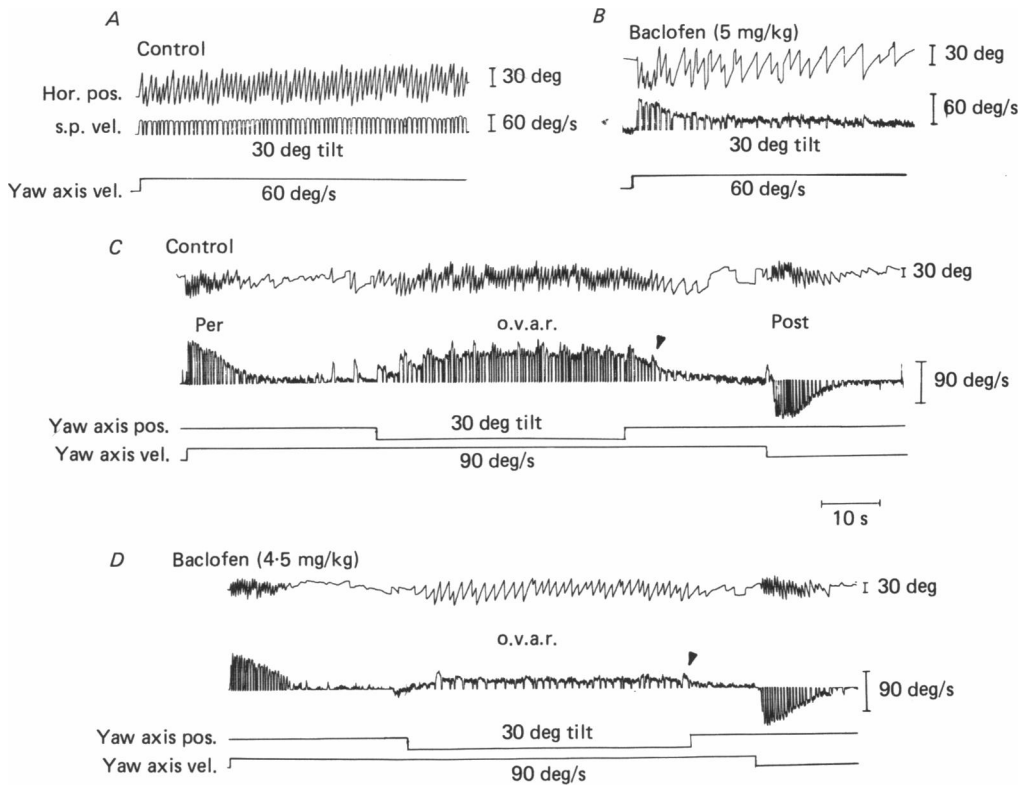 A
Control
Hor. pos.
30 deg
s.p. vel.
60 deg/s
30 deg tilt
Yaw axis vel.
60 deg/s
B
Baclofen (5 mg/kg)
30 deg
60 deg/s
30 deg tilt
60 deg/s
C Control
30 deg
Per
o.v.a.r.
Post
90 deg/s
Yaw axis pos.
30 deg tilt
Yaw axis vel.
90 deg/s
10 s
D Baclofen (4·5 mg/kg)
30 deg
o.v.a.r.
90 deg/s
Yaw axis pos.
30 deg tilt
Yaw axis vel.
90 deg/s